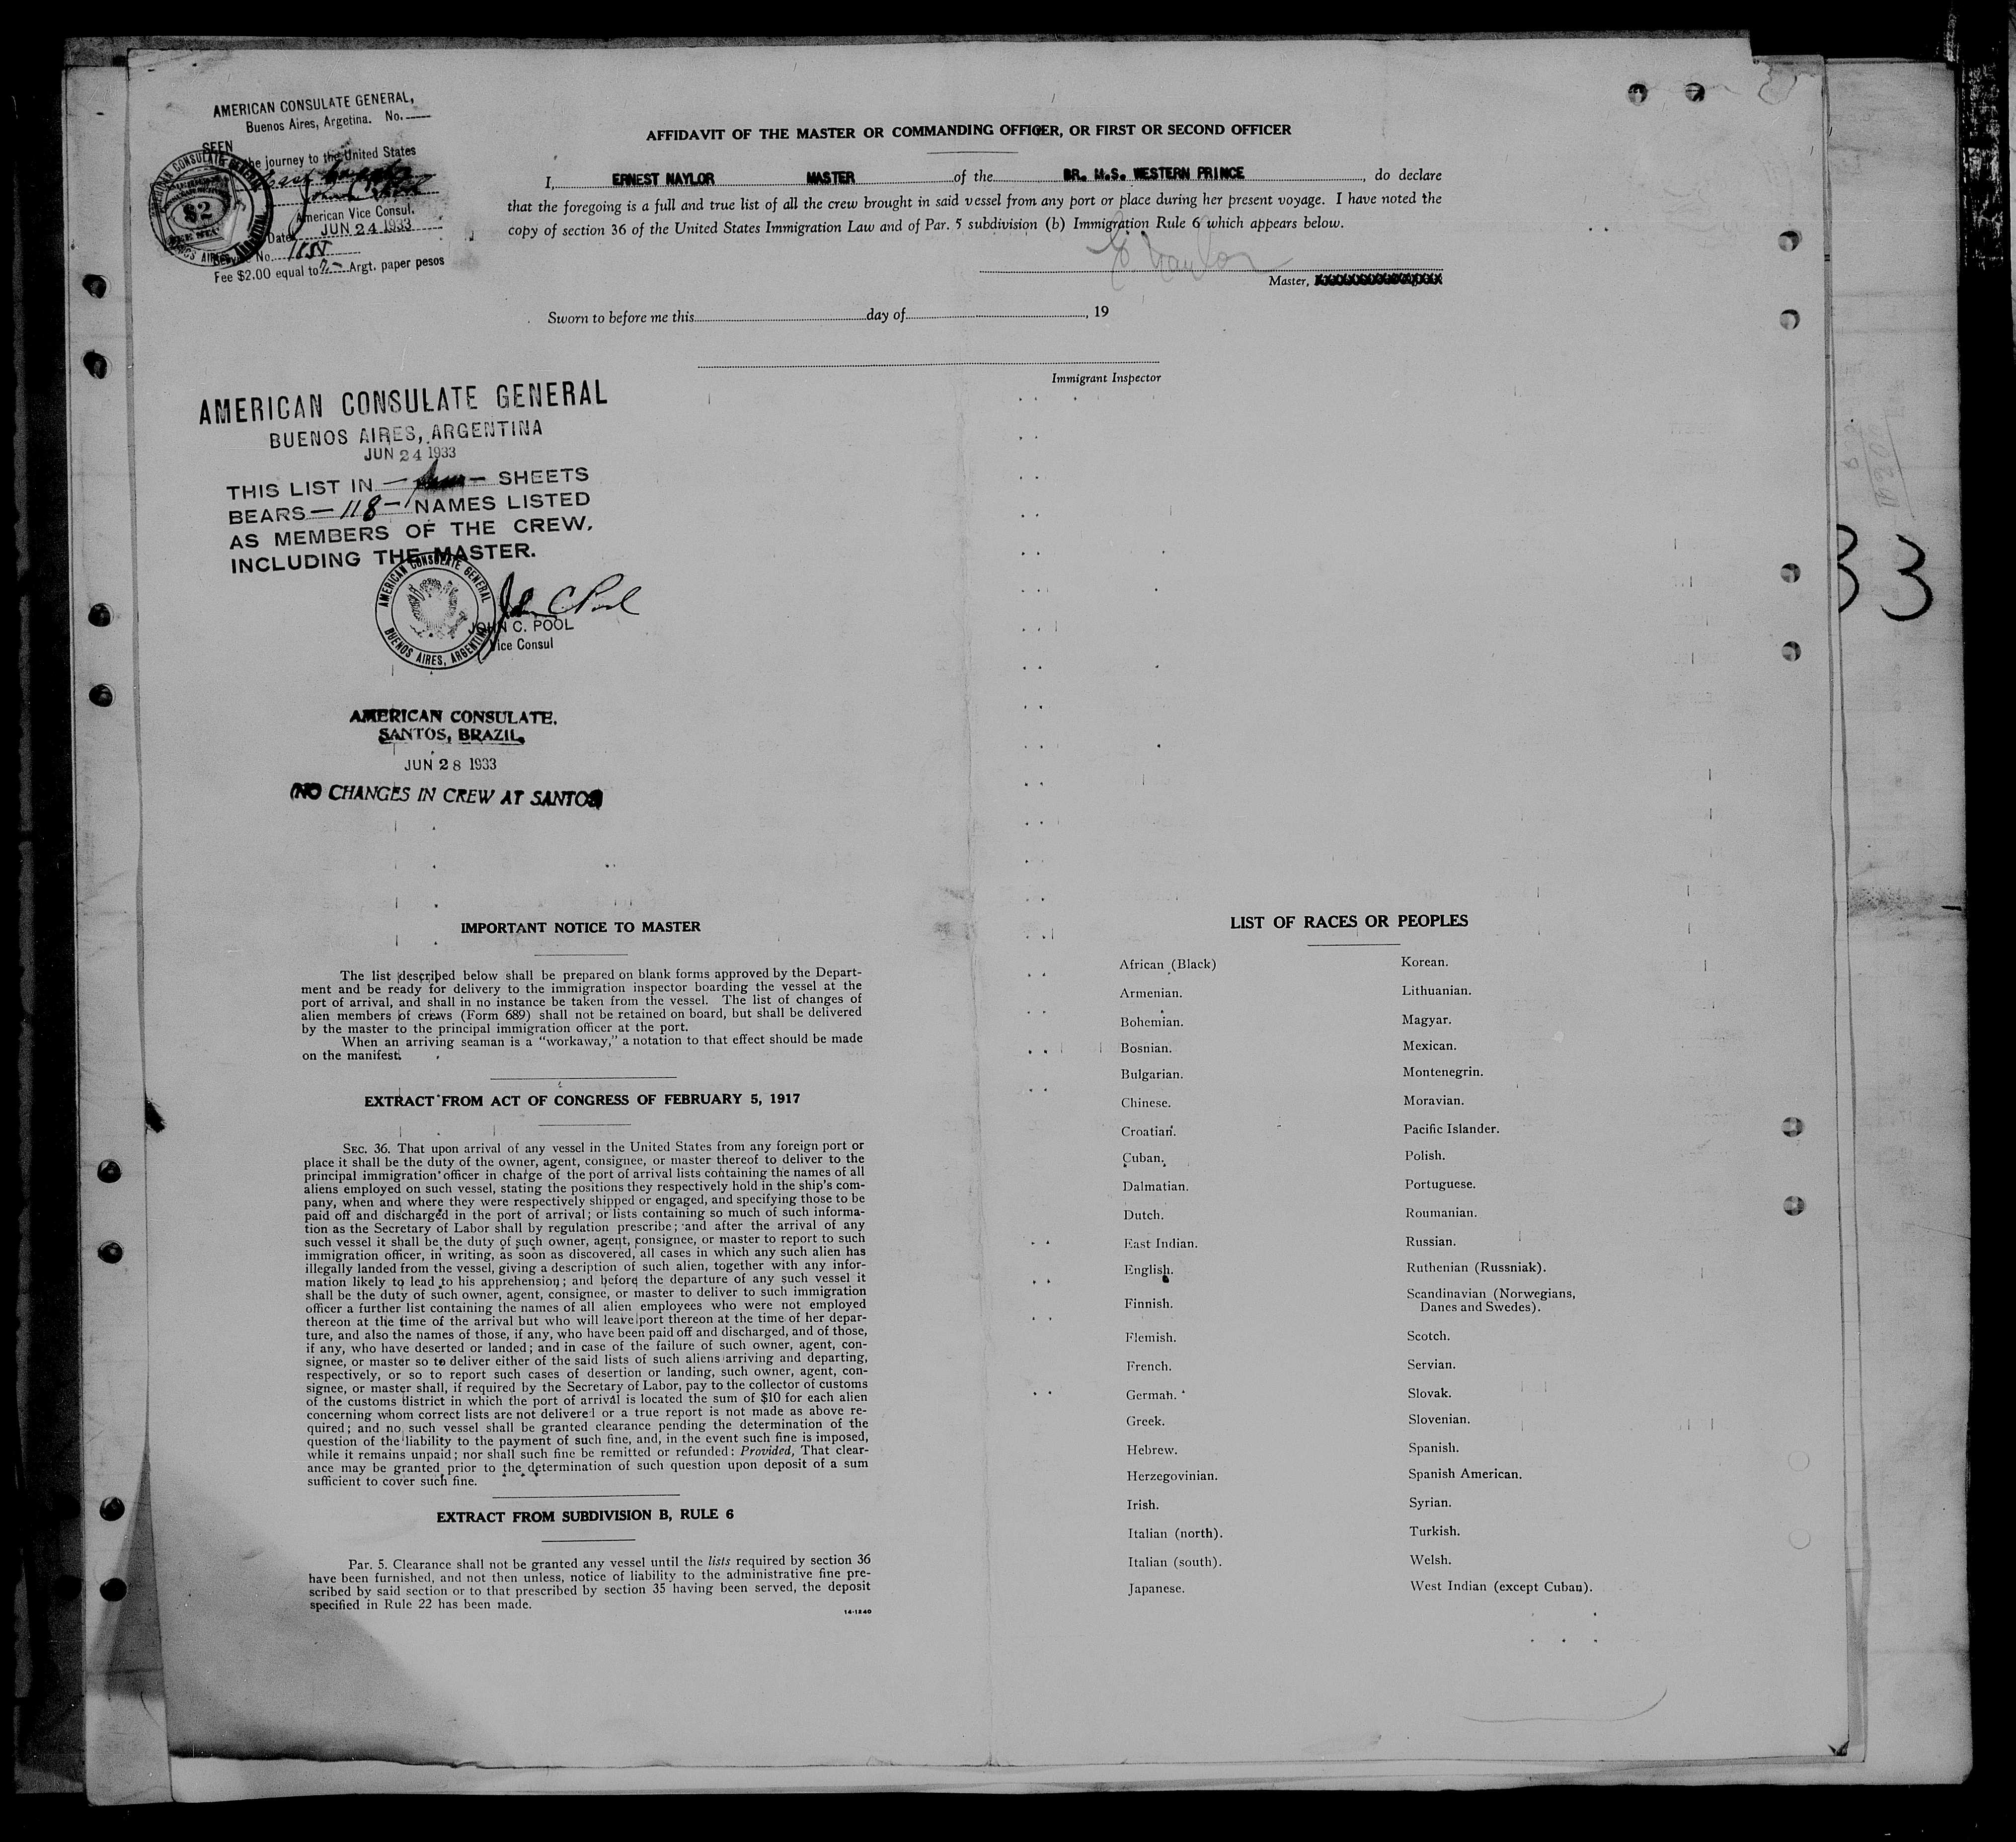 AMERICAN CONSULATE GENERAL,
Buenos Aires, Argetina. No.
SEEN
the journey to the United States
American Vice Consul.
Date JUN 24 1933
Service No.
Fee $2.00 equal to Argt. paper pesos
AMERICAN CONSULATE GENERAL
$2
AFFIDAVIT OF THE MASTER OR COMMANDING OFFICER, OR FIRST OR SECOND OFFICER
I, ERNEST NAYLOR MASTER of the BR. M.S. WESTERN PRINCE, do declare
that the foregoing is a full and true list of all the crew brought in said vessel from any port or place during her present voyage. I have noted the
copy of section 36 of the United States Immigration Law and of Par. 5 subdivision (b) Immigration Rule 6 which appears below.
E Naylor
Master,
Sworn to before me this day of , 19
Immigrant Inspector
AMERICAN CONSULATE GENERAL
BUENOS AIRES, ARGENTINA
JUN 24 1933
THIS LIST IN SHEETS
BEARS — 118 — NAMES LISTED
AS MEMBERS OF THE CREW.
INCLUDING THE MASTER.
AMERICAN CONSULATE GENERAL
BUENOS AIRES, ARGENTINA
John C Pool
JOHN C. POOL
Vice Consul
33
AMERICAN CONSULATE.
SANTOS, BRAZIL.
JUN 28 1933
(NO CHANGES IN CREW AT SANTOS)
IMPORTANT NOTICE TO MASTER
The list described below shall be prepared on blank forms approved by the Depart-
ment and be ready for delivery to the immigration inspector boarding the vessel at the
port of arrival, and shall in no instance be taken from the vessel. The list of changes of
alien members of crews (Form 689) shall not be retained on board, but shall be delivered
by the master to the principal immigration officer at the port.
When an arriving seaman is a "workaway," a notation to that effect should be made
on the manifest.
EXTRACT FROM ACT OF CONGRESS OF FEBRUARY 5, 1917
SEC. 36. That upon arrival of any vessel in the United States from any foreign port or
place it shall be the duty of the owner, agent, consignee, or master thereof to deliver to the
principal immigration officer in charge of the port of arrival lists containing the names of all
aliens employed on such vessel, stating the positions they respectively hold in the ship's com-
pany, when and where they were respectively shipped or engaged, and specifying those to be
paid off and discharged in the port of arrival; or lists containing so much of such informa-
tion as the Secretary of Labor shall by regulation prescribe; and after the arrival of any
such vessel it shall be the duty of such owner, agent, consignee, or master to report to such
immigration officer, in writing, as soon as discovered, all cases in which any such alien has
illegally landed from the vessel, giving a description of such alien, together with any infor-
mation likely to lead to his apprehension; and before the departure of any such vessel it
shall be the duty of such owner, agent, consignee, or master to deliver to such immigration
officer a further list containing the names of all alien employees who were not employed
thereon at the time of the arrival but who will leave port thereon at the time of her depar-
ture, and also the names of those, if any, who have been paid off and discharged, and of those,
if any, who have deserted or landed; and in case of the failure of such owner, agent, con-
signee, or master so to deliver either of the said lists of such aliens arriving and departing,
respectively, or so to report such cases of desertion or landing, such owner, agent, con-
signee, or master shall, if required by the Secretary of Labor, pay to the collector of customs
of the customs district in which the port of arrival is located the sum of $10 for each alien
concerning whom correct lists are not delivered or a true report is not made as above re-
quired; and no such vessel shall be granted clearance pending the determination of the
question of the liability to the payment of such fine, and, in the event such fine is imposed,
while it remains unpaid; nor shall such fine be remitted or refunded: Provided, That clear-
ance may be granted prior to the determination of such question upon deposit of a sum
sufficient to cover such fine.
EXTRACT FROM SUBDIVISION B, RULE 6
Par. 5. Clearance shall not be granted any vessel until the lists required by section 36
have been furnished, and not then unless, notice of liability to the administrative fine pre-
scribed by said section or to that prescribed by section 35 having been served, the deposit
specified in Rule 22 has been made.
14-1240
LIST OF RACES OR PEOPLES
African (Black)
Armenian.
Bohemian.
Bosnian.
Bulgarian.
Chinese.
Croatian.
Cuban.
Dalmatian.
Dutch.
East Indian.
English.
Finnish.
Flemish.
French.
German.
Greek.
Hebrew.
Herzegovinian.
Irish.
Italian (north).
Italian (south).
Japanese.
Korean.
Lithuanian.
Magyar.
Mexican.
Montenegrin.
Moravian.
Pacific Islander.
Polish.
Portuguese.
Roumanian.
Russian.
Ruthenian (Russniak).
Scandinavian (Norwegians,
Danes and Swedes).
Scotch.
Servian.
Slovak.
Slovenian.
Spanish.
Spanish American.
Syrian.
Turkish.
Welsh.
West Indian (except Cuban).